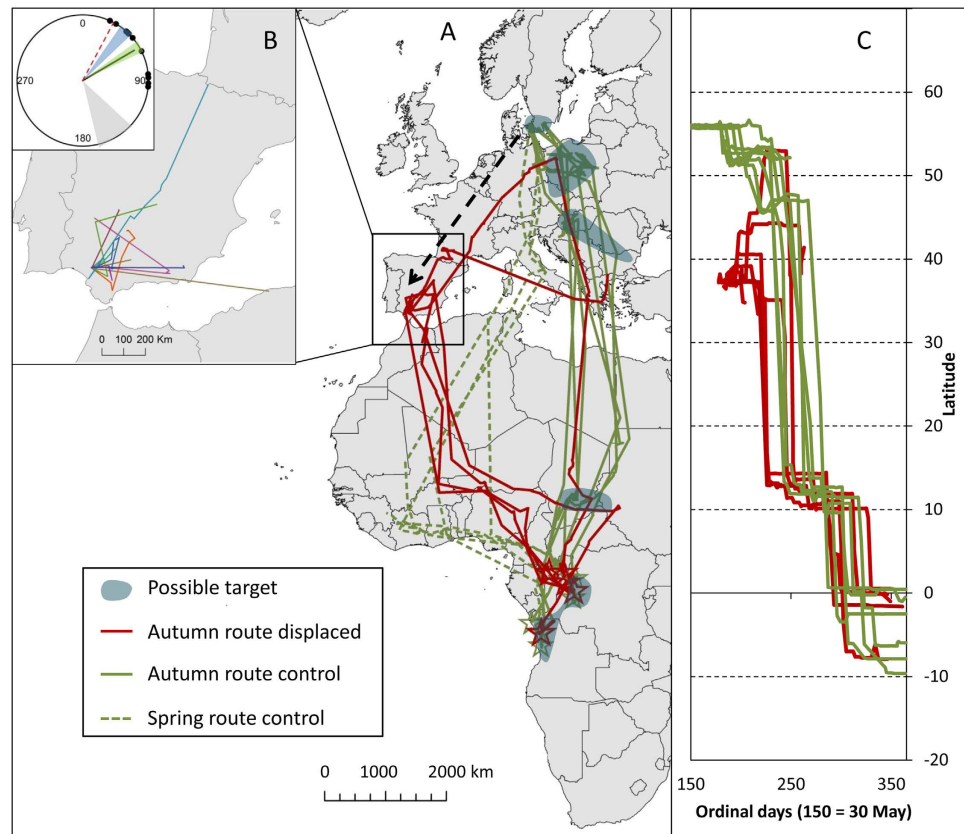 B
0
90
180
270
0 100 200 Km
A
Possible target
Autumn route displaced
Autumn route control
Spring route control
0 1000 2000 km
C
60
50
40
30
20
10
0
-10
-20
Latitude
150 250 350
Ordinal days (150 = 30 May)